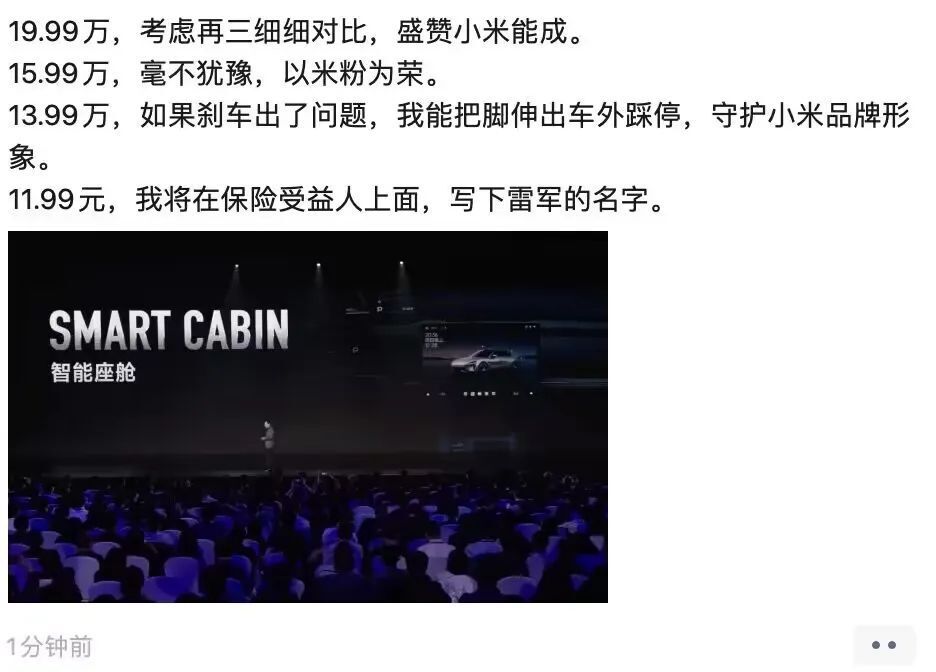 19.99万，考虑再三细细对比，盛赞小米能成。
15.99万，毫不犹豫，以米粉为荣。
13.99万，如果刹车出了问题，我能把脚伸出车外踩停，守护小米品牌形
象。
11.99元，我将在保险受益人上面，写下雷军的名字。
SMART CABIN
智能座舱
1分钟前